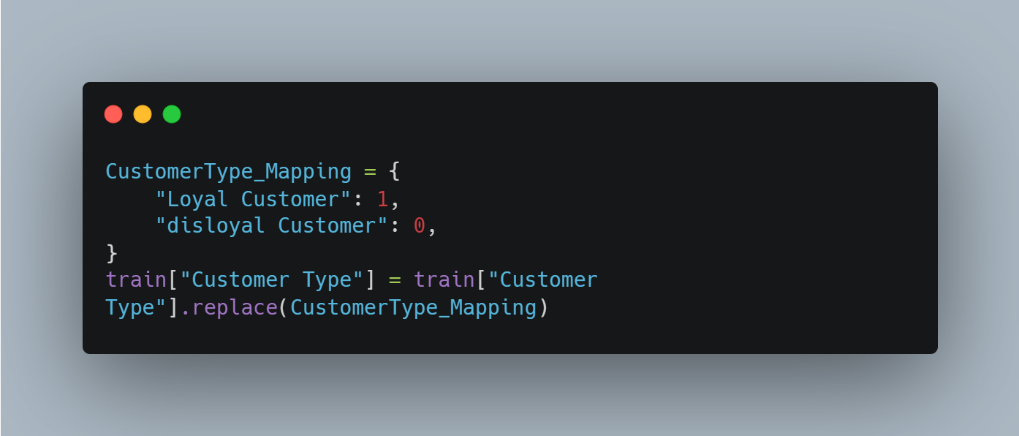 CustomerType_Mapping = {
    "Loyal Customer": 1,
    "disloyal Customer": 0,
}
train["Customer Type"] = train["Customer
Type"].replace(CustomerType_Mapping)